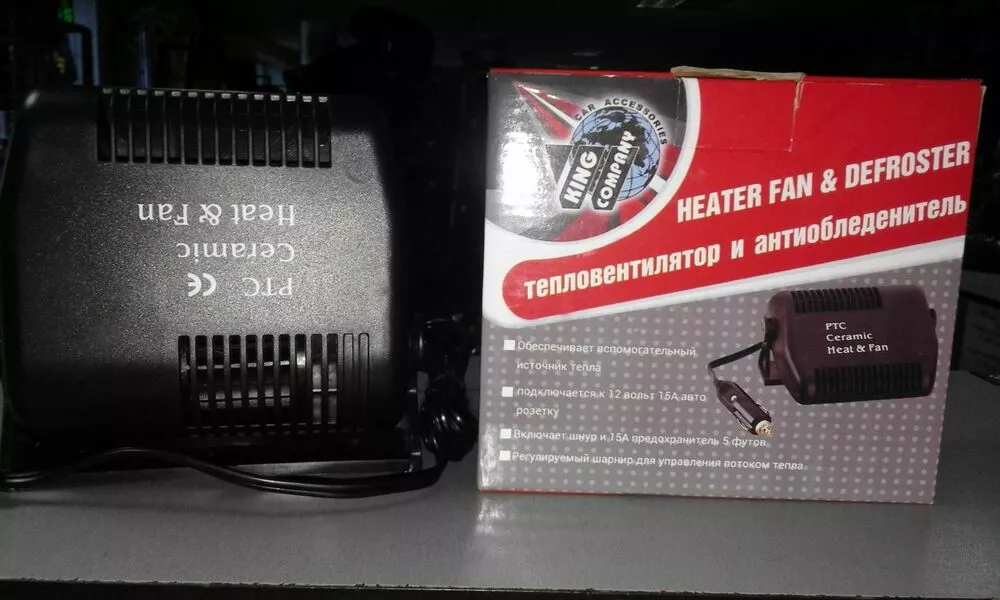 PTC CE
Ceramic
Heat & Fan
CAR ACCESSORIES
KING
COMPANY
HEATER FAN & DEFROSTER
тепловентилятор и антиобледенитель
Обеспечивает вспомогательный
источник тепла
подключается к 12 вольт 15А авто
розетку
Включает шнур и 15А предохранитель 5 футов
Регулируемый шарнир для управления потоком тепла
PTC
Ceramic
Heat & Fan